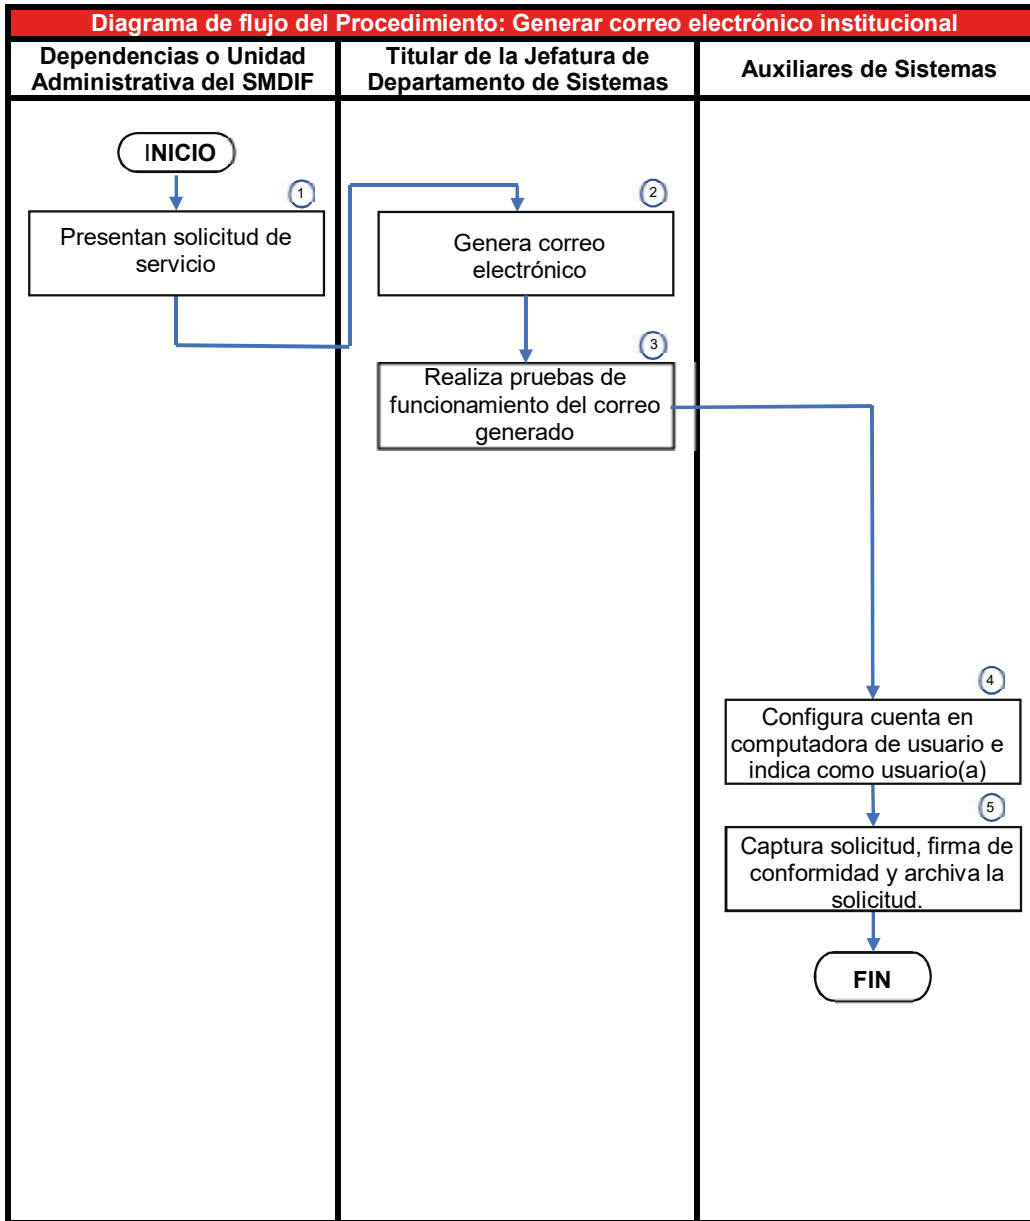 Diagrama de flujo del Procedimiento: Generar correo electrónico institucional
Dependencias o Unidad
Administrativa del SMDIF
Titular de la Jefatura de
Departamento de Sistemas
Auxiliares de Sistemas
INICIO
1
Presentan solicitud de
servicio
2
Genera correo
electrónico
3
Realiza pruebas de
funcionamiento del correo
generado
4
Configura cuenta en
computadora de usuario e
indica como usuario(a)
5
Captura solicitud, firma de
conformidad y archiva la
solicitud.
FIN